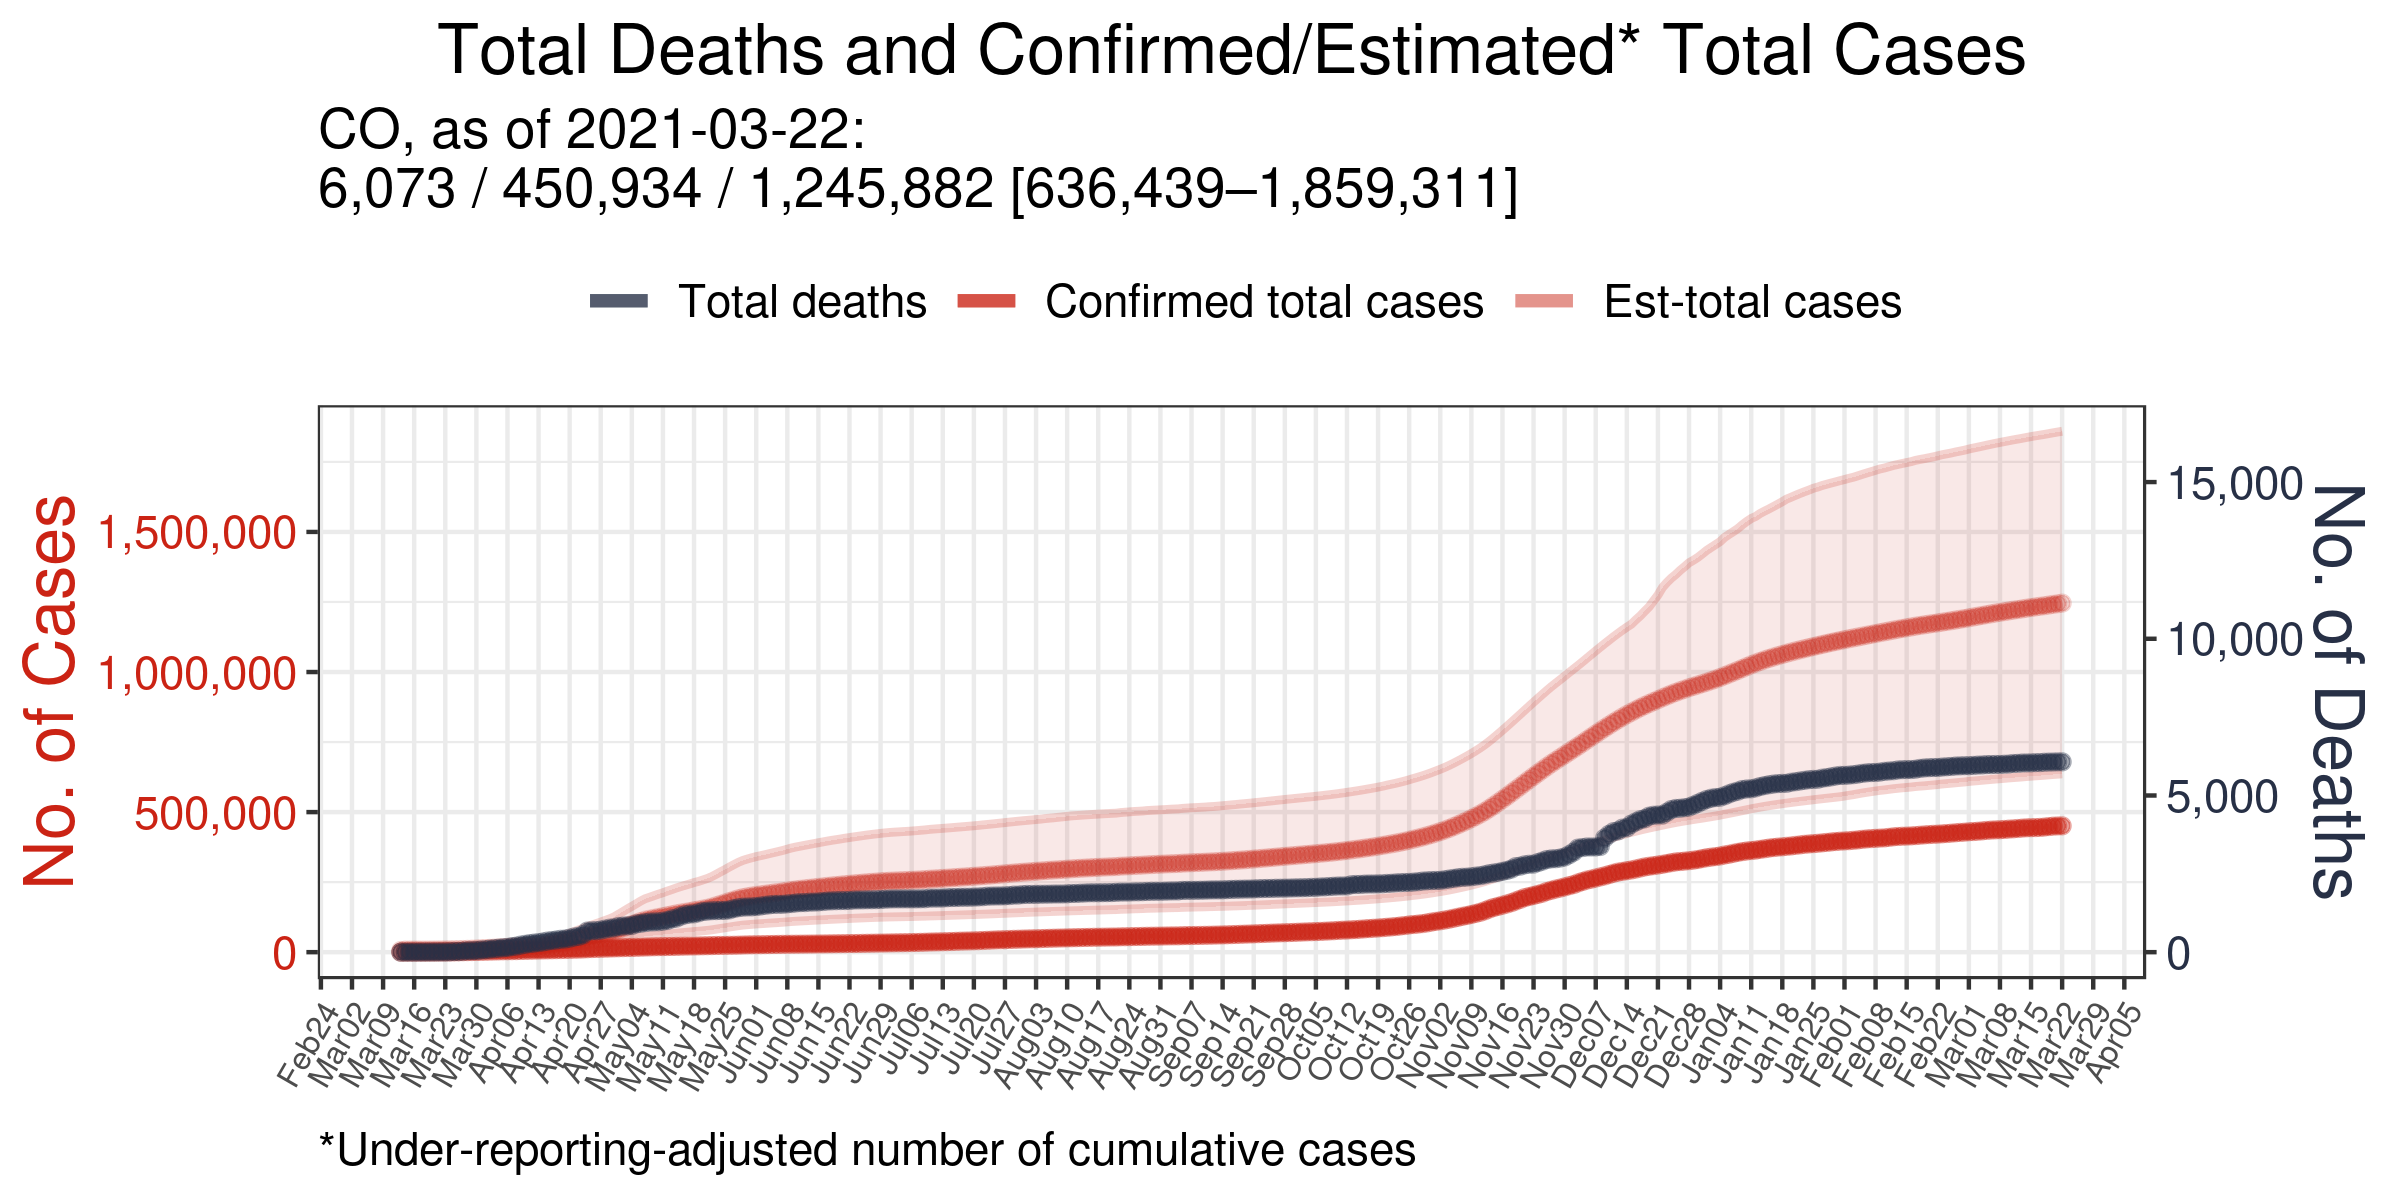 Total Deaths and Confirmed/Estimated* Total Cases
CO, as of 2021-03-22:
6,073 / 450,934 / 1,245,882 [636,439–1,859,311]
Total deaths
Confirmed total cases
Est-total cases
No. of Cases
1,500,000
1,000,000
500,000
0
15,000
10,000
5,000
0
No. of Deaths
Feb24
Mar02
Mar09
Mar16
Mar23
Mar30
Apr06
Apr13
Apr20
Apr27
May04
May11
May18
May25
Jun01
Jun08
Jun15
Jun22
Jun29
Jul06
Jul13
Jul20
Jul27
Aug03
Aug10
Aug17
Aug24
Aug31
Sep07
Sep14
Sep21
Sep28
Oct05
Oct12
Oct19
Oct26
Nov02
Nov09
Nov16
Nov23
Nov30
Dec07
Dec14
Dec21
Dec28
Jan04
Jan11
Jan18
Jan25
Feb01
Feb08
Feb15
Feb22
Mar01
Mar08
Mar15
Mar22
Mar29
Apr05
*Under-reporting-adjusted number of cumulative cases